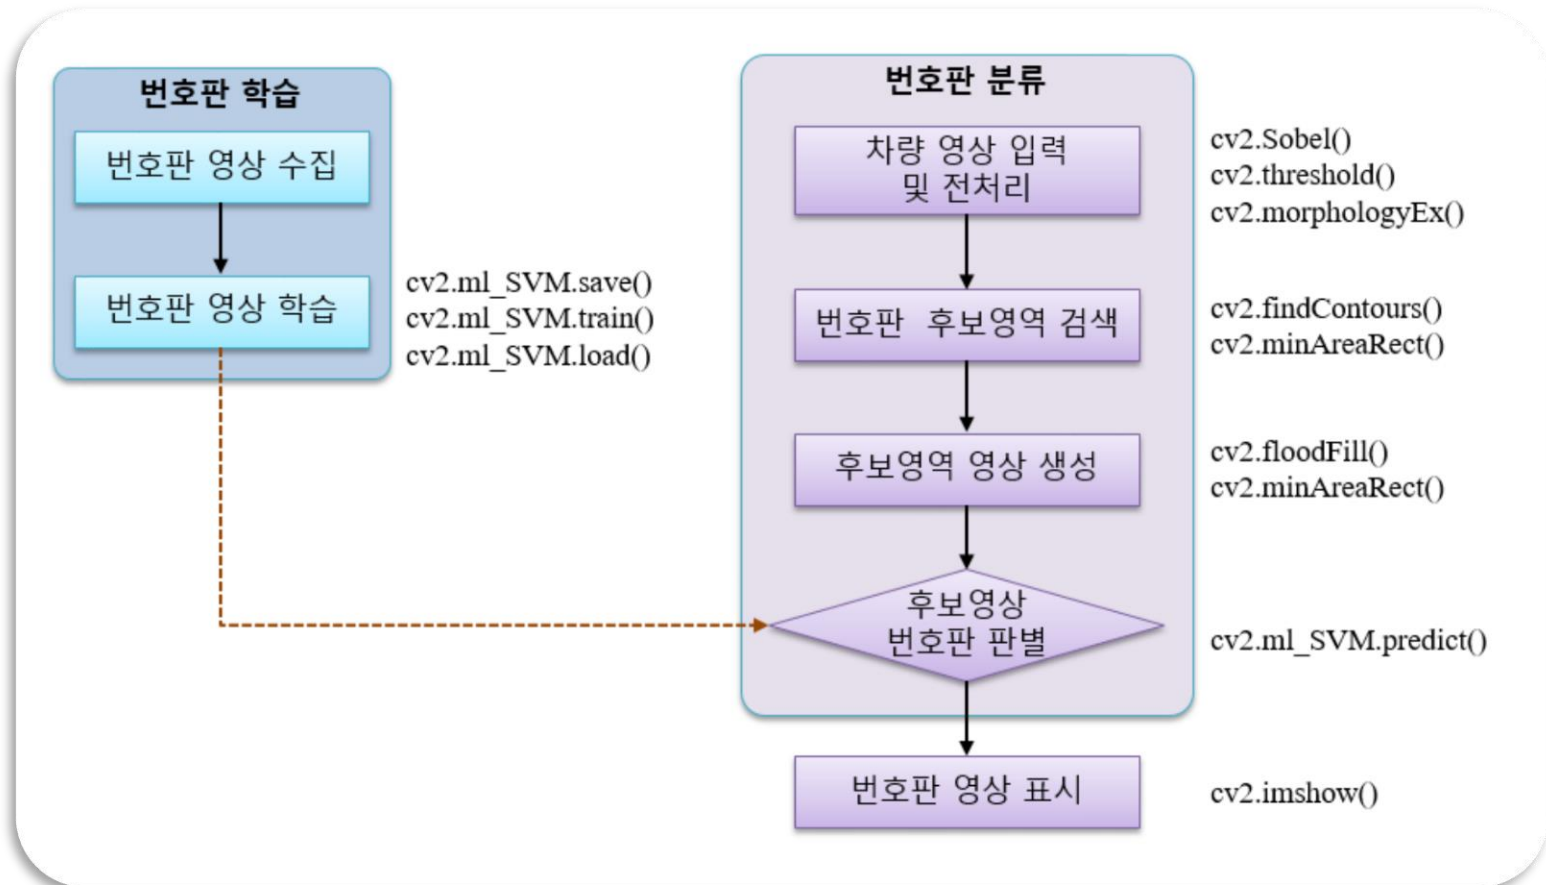 번호판 학습
번호판 영상 수집
번호판 영상 학습
cv2.ml_SVM.save()
cv2.ml_SVM.train()
cv2.ml_SVM.load()
번호판 분류
차량 영상 입력
및 전처리
cv2.Sobel()
cv2.threshold()
cv2.morphologyEx()
번호판 후보영역 검색
cv2.findContours()
cv2.minAreaRect()
후보영역 영상 생성
cv2.floodFill()
cv2.minAreaRect()
후보영상
번호판 판별
cv2.ml_SVM.predict()
번호판 영상 표시
cv2.imshow()